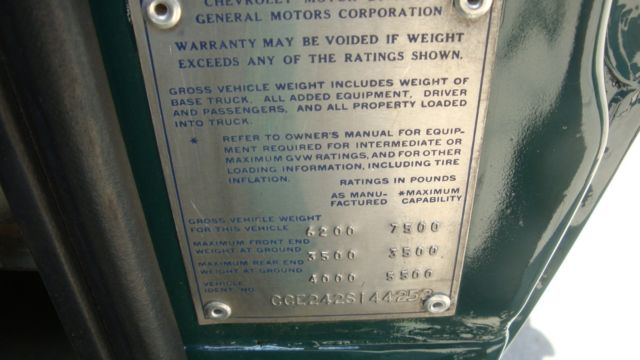 CHEVROLET MOTOR
GENERAL MOTORS CORPORATION
WARRANTY MAY BE VOIDED IF WEIGHT
EXCEEDS ANY OF THE RATINGS SHOWN.
GROSS VEHICLE WEIGHT INCLUDES WEIGHT OF
BASE TRUCK, ALL ADDED EQUIPMENT, DRIVER
AND PASSENGERS, AND ALL PROPERTY LOADED
INTO TRUCK.
* REFER TO OWNER'S MANUAL FOR EQUIP-
MENT REQUIRED FOR INTERMEDIATE OR
MAXIMUM GVW RATINGS, AND FOR OTHER
LOADING INFORMATION, INCLUDING TIRE
INFLATION.
RATINGS IN POUNDS
AS MANU- *MAXIMUM
FACTURED CAPABILITY
GROSS VEHICLE WEIGHT
FOR THIS VEHICLE 6200 7500
MAXIMUM FRONT END
WEIGHT AT GROUND 3500 3500
MAXIMUM REAR END
WEIGHT AT GROUND 4000 5500
VEHICLE
IDENT. NO. CCE242S144253